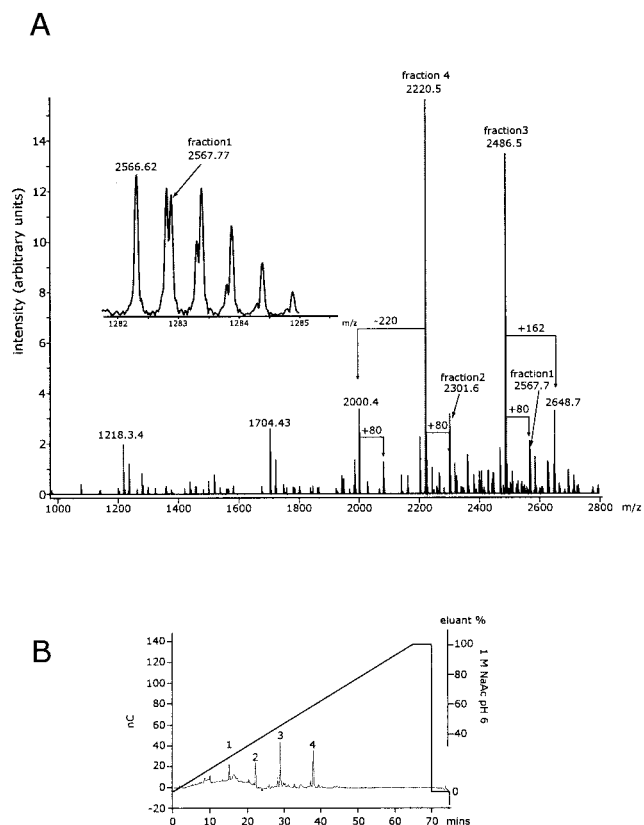 A
fraction 4
2220.5
fraction3
2486.5
fraction1
2567.77
2566.62
14
12
10
8
6
4
2
0
intensity (arbitrary units)
1282 1283 1284 1285 m/z
-220
+162
fraction2
2301.6
fraction1
2567.7
2648.7
2000.4
+80
+80
+80
1704.43
1218.3.4
1000 1200 1400 1600 1800 2000 2200 2400 2600 2800 m/z
B
eluant %
140
120
100
80
60
40
20
0
-20
nC
100
80
60
40
0
1 M NaAc pH 6
1
2
3
4
0 10 20 30 40 50 60 70 mins